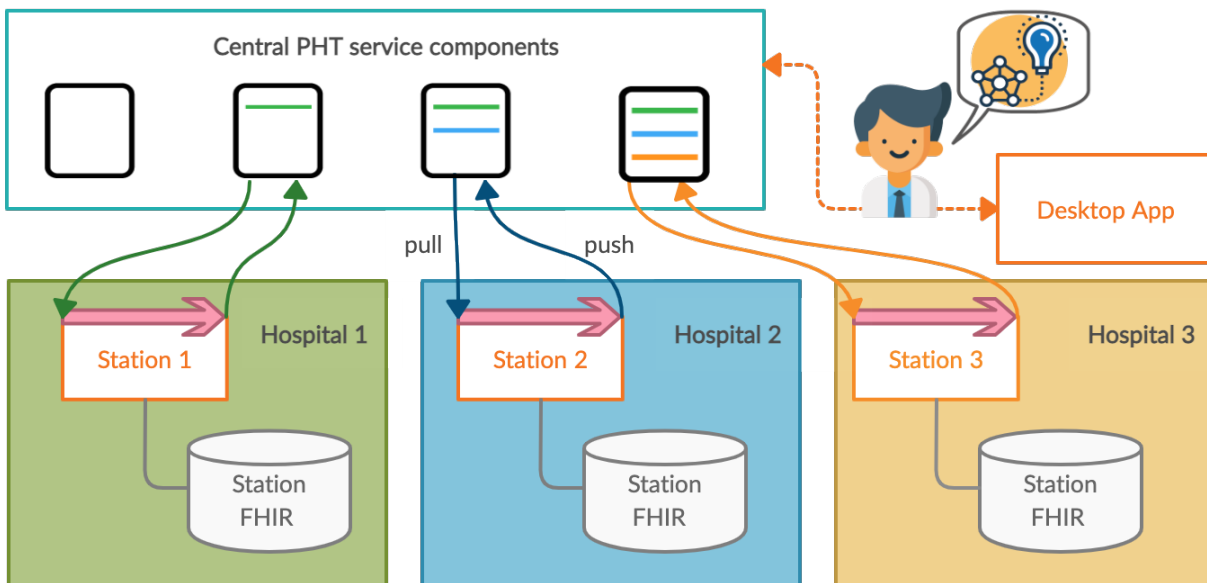 Central PHT service components
Desktop App
pull
push
Hospital 1
Station 1
Station
FHIR
Hospital 2
Station 2
Station
FHIR
Hospital 3
Station 3
Station
FHIR